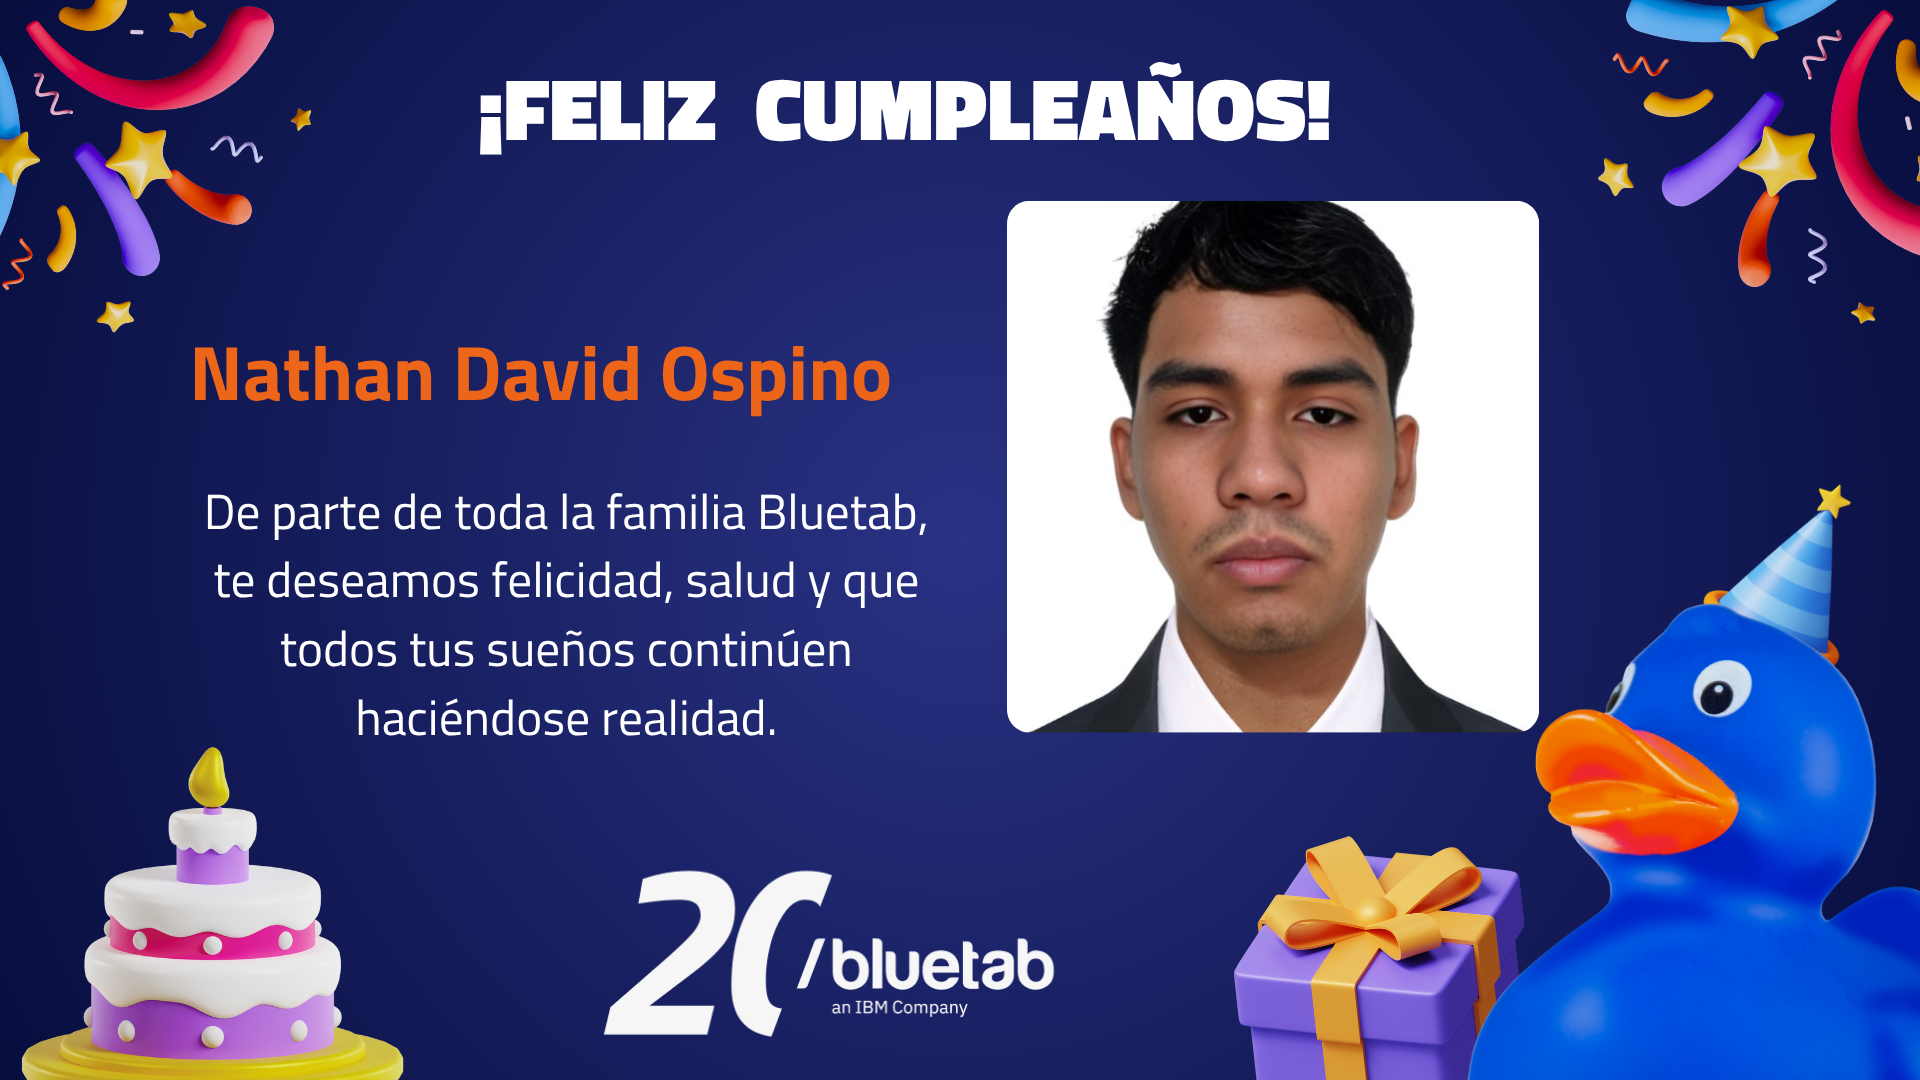 ¡FELIZ CUMPLEAÑOS!
Nathan David Ospino
De parte de toda la familia Bluetab,
te deseamos felicidad, salud y que
todos tus sueños continúen
haciéndose realidad.
20/bluetab
an IBM Company